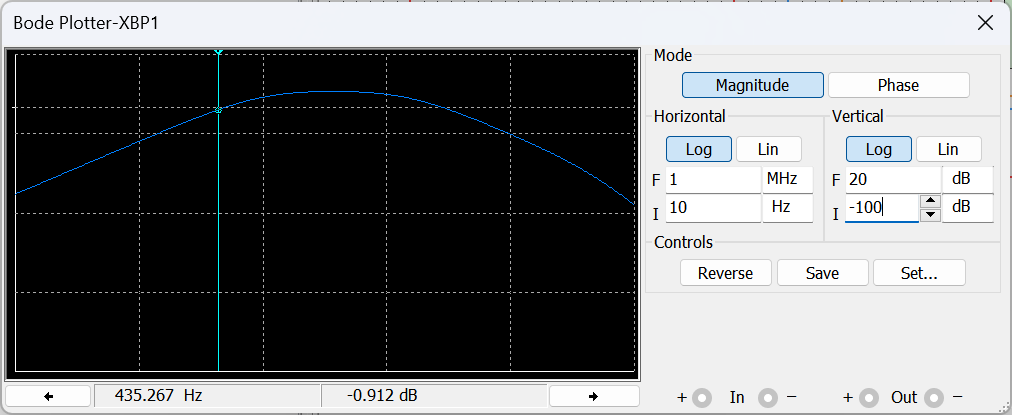 Bode Plotter-XBP1
Mode
Magnitude Phase
Horizontal Vertical
Log Lin Log Lin
F 1 MHz F 20 dB
I 10 Hz I -100 dB
Controls
Reverse Save Set...
435.267 Hz -0.912 dB + In − + Out −